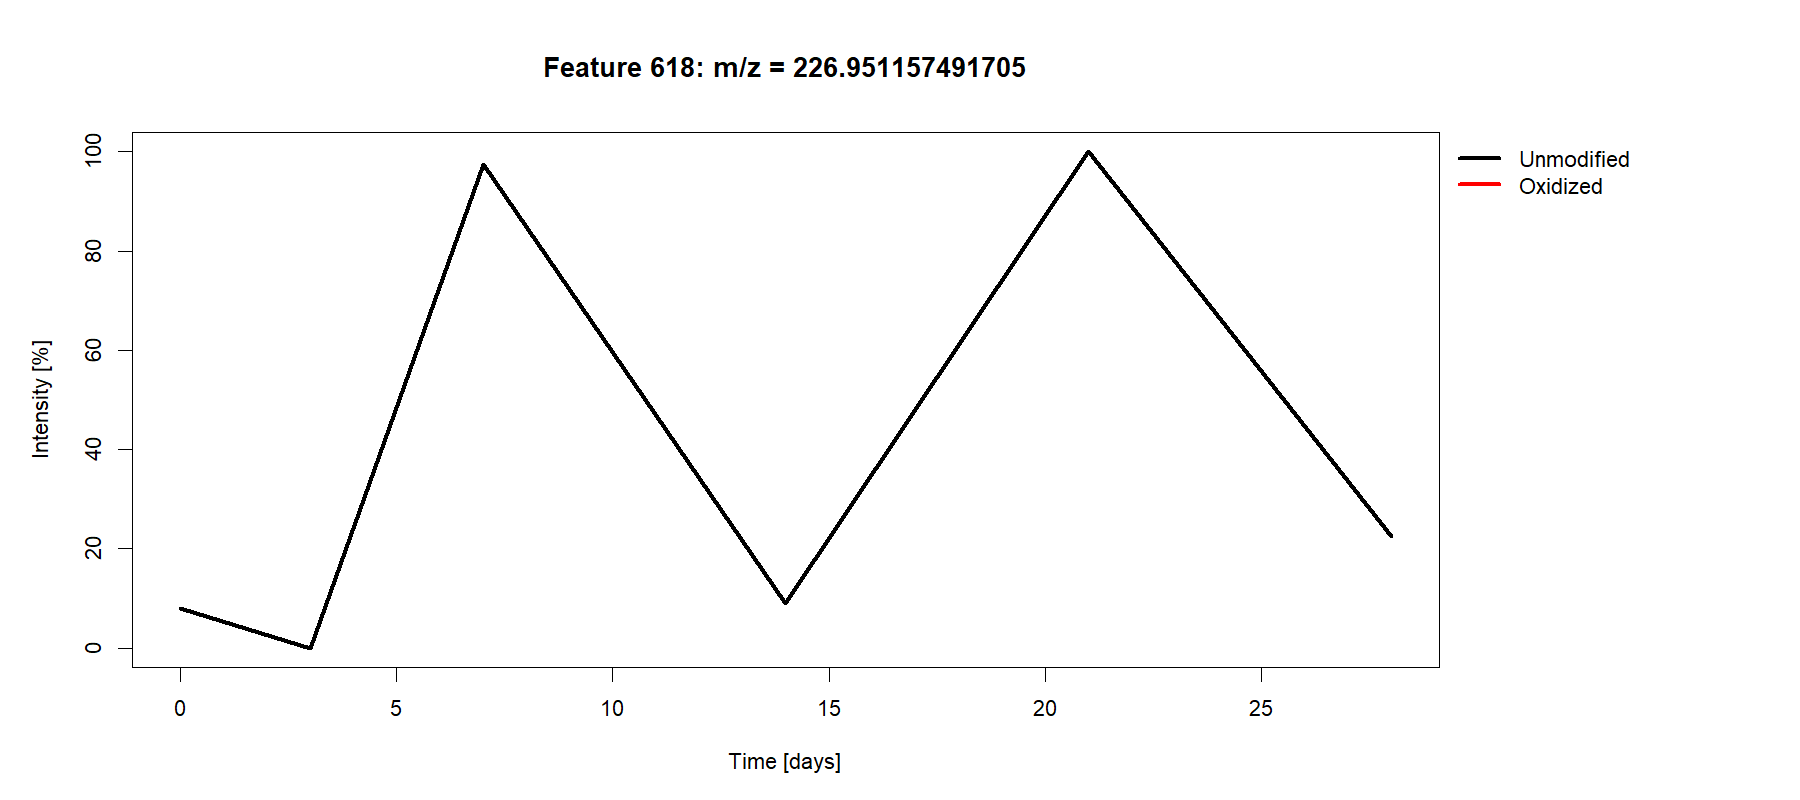 Feature 618: m/z = 226.951157491705
Unmodified
Oxidized
Intensity [%]
100
80
60
40
20
0
0 5 10 15 20 25
Time [days]